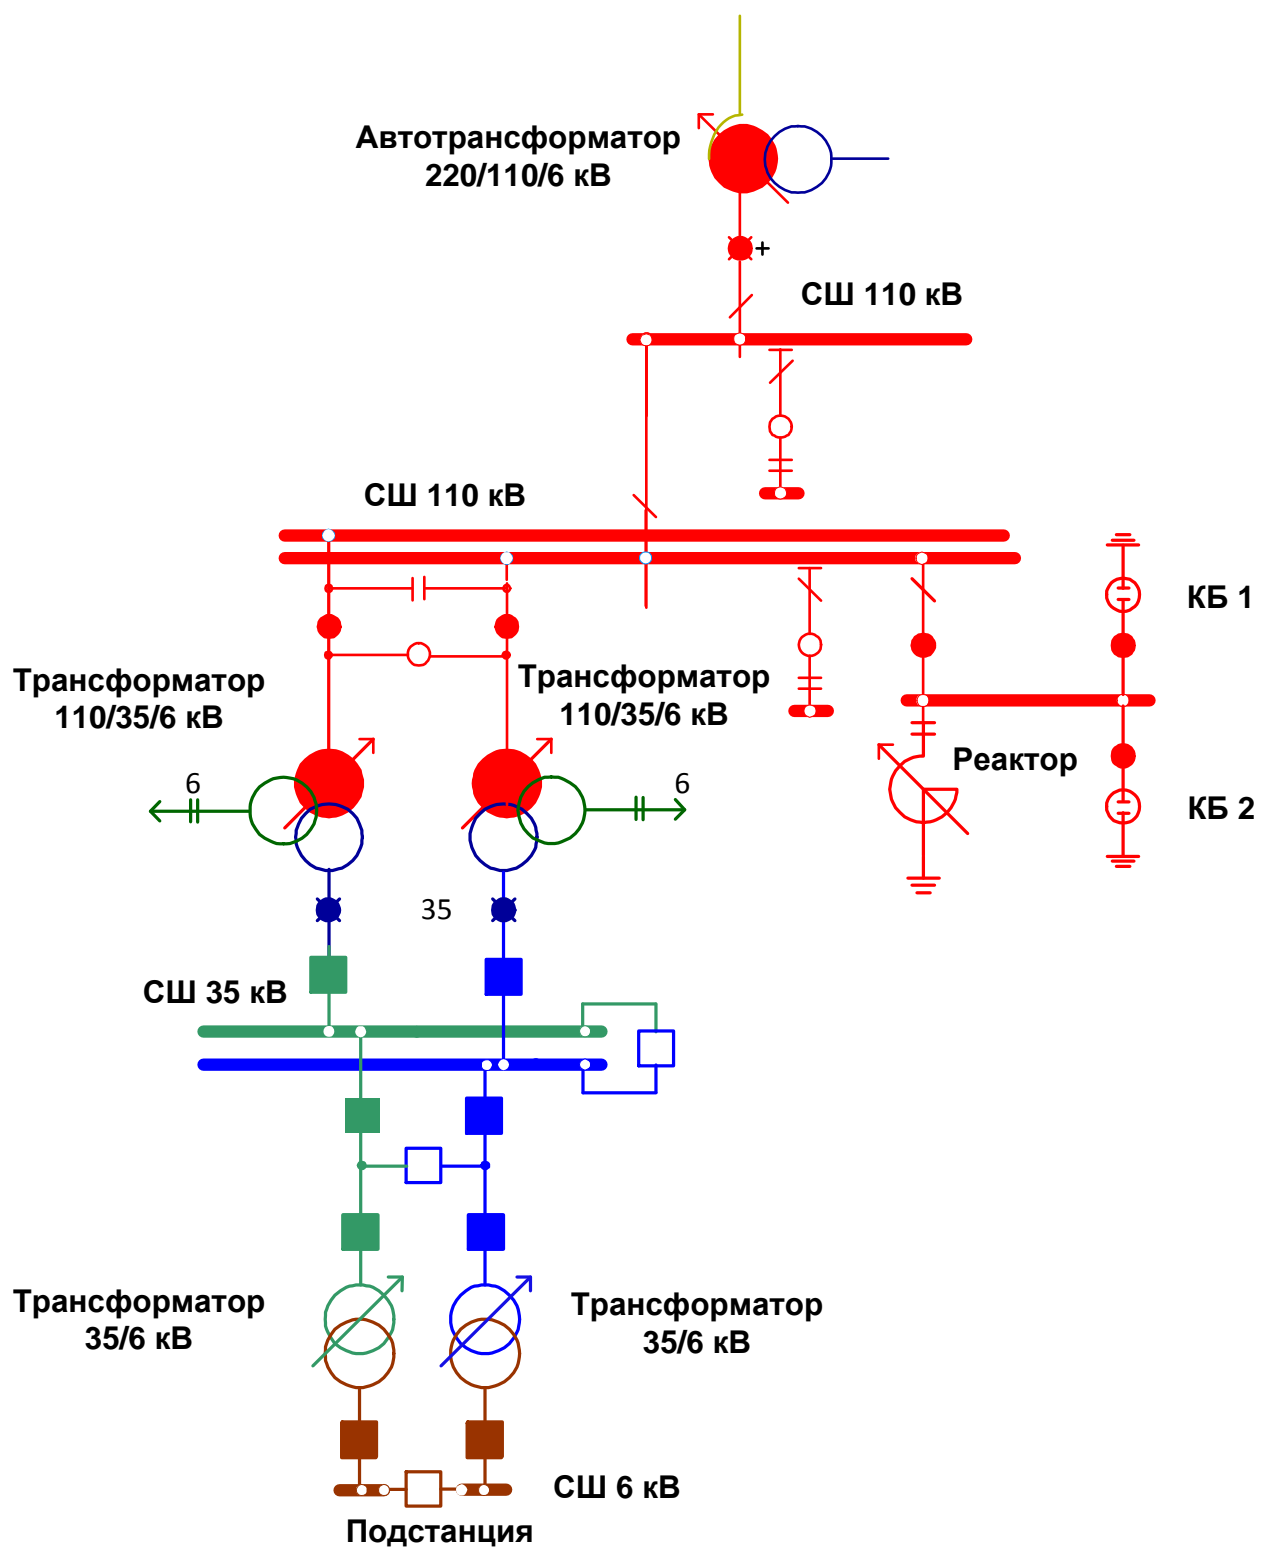 Автотрансформатор
220/110/6 кВ
+
СШ 110 кВ
СШ 110 кВ
КБ 1
Трансформатор
110/35/6 кВ
Трансформатор
110/35/6 кВ
Реактор
6
6
КБ 2
35
СШ 35 кВ
Трансформатор
35/6 кВ
Трансформатор
35/6 кВ
СШ 6 кВ
Подстанция